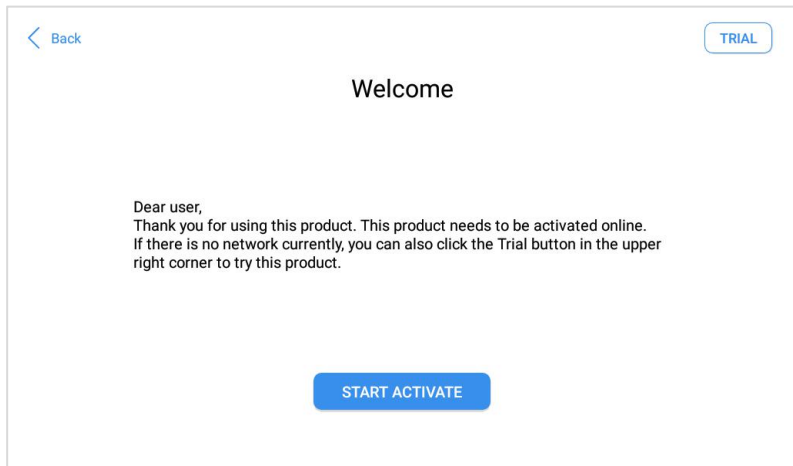 Back
TRIAL
Welcome
Dear user,
Thank you for using this product. This product needs to be activated online.
If there is no network currently, you can also click the Trial button in the upper
right corner to try this product.
START ACTIVATE